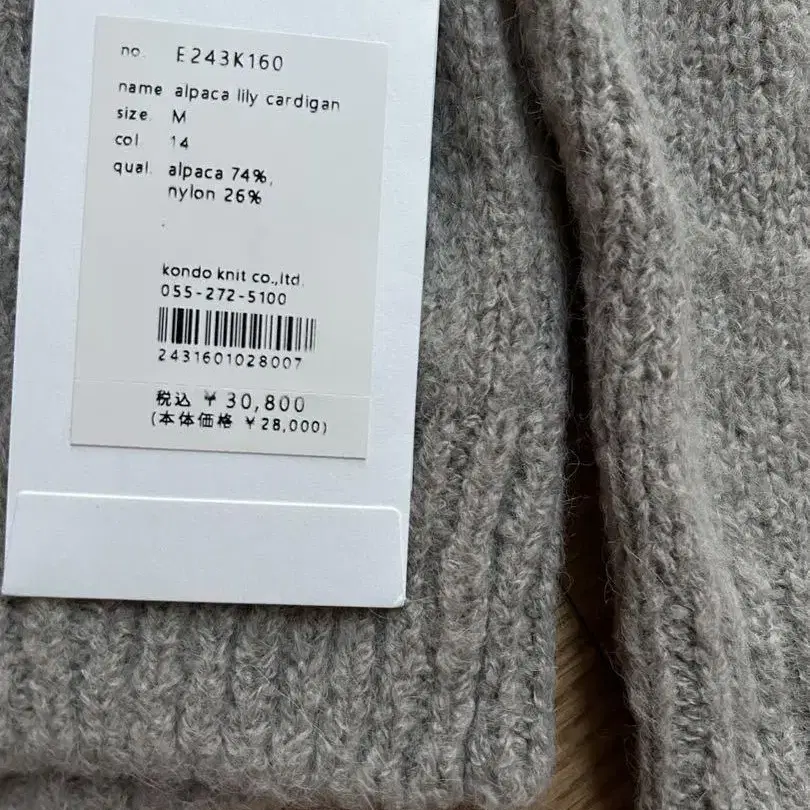 no. E243K160
name alpaca lily cardigan
size. M
col. 14
qual. alpaca 74%,
nylon 26%
kondo knit co.,ltd.
055-272-5100
2431601028007
税込 ¥30,800
(本体価格 ¥28,000)